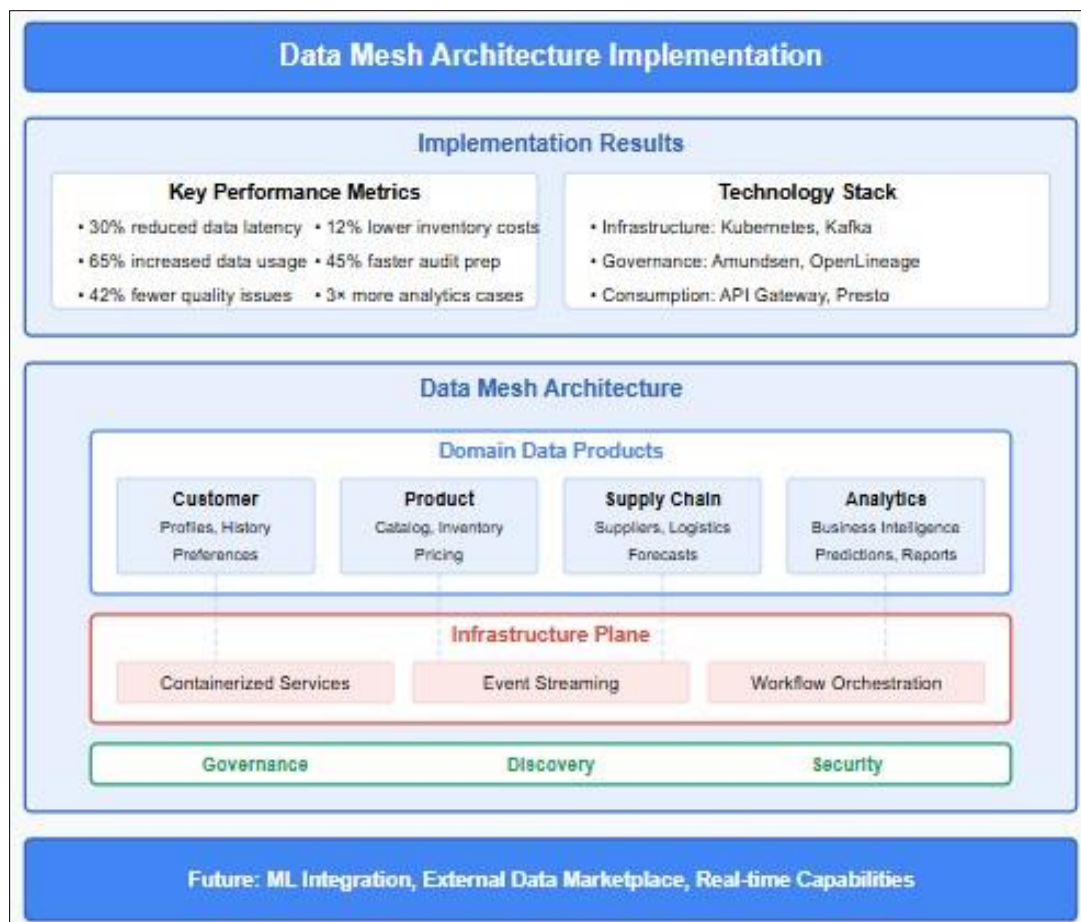 Data Mesh Architecture Implementation
Implementation Results
Key Performance Metrics
• 30% reduced data latency
• 12% lower inventory costs
• 65% increased data usage
• 45% faster audit prep
• 42% fewer quality issues
• 3× more analytics cases
Technology Stack
• Infrastructure: Kubernetes, Kafka
• Governance: Amundsen, OpenLineage
• Consumption: API Gateway, Presto
Data Mesh Architecture
Domain Data Products
Customer
Profiles, History
Preferences
Product
Catalog, Inventory
Pricing
Supply Chain
Suppliers, Logistics
Forecasts
Analytics
Business Intelligence
Predictions, Reports
Infrastructure Plane
Containerized Services
Event Streaming
Workflow Orchestration
Governance
Discovery
Security
Future: ML Integration, External Data Marketplace, Real-time Capabilities